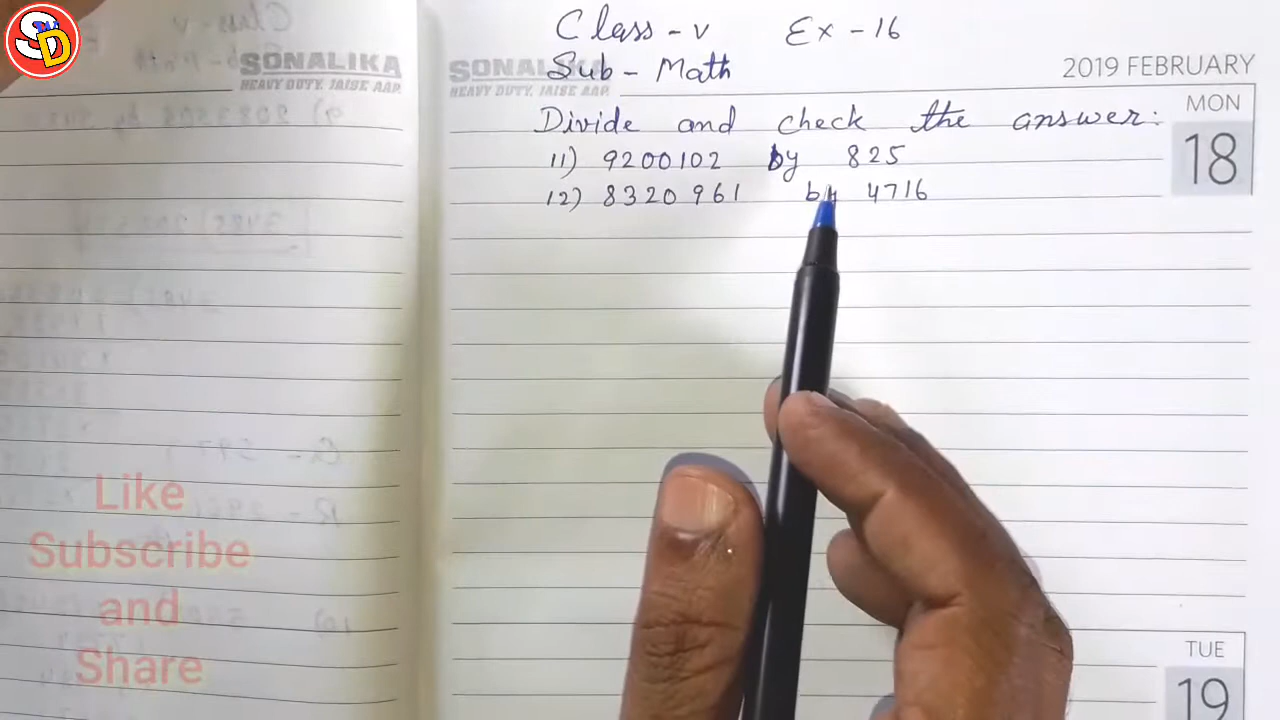 SD
Class - V Ex - 16
SONALIKA
HEAVY DUTY. JAISE AAP.
SONALIKA
HEAVY DUTY. JAISE AAP.
Sub - Math
2019 FEBRUARY
MON
18
Divide and check the answer:
11) 9200102 by 825
12) 8320961 by 4716
Like
Subscribe
and
Share
TUE
19